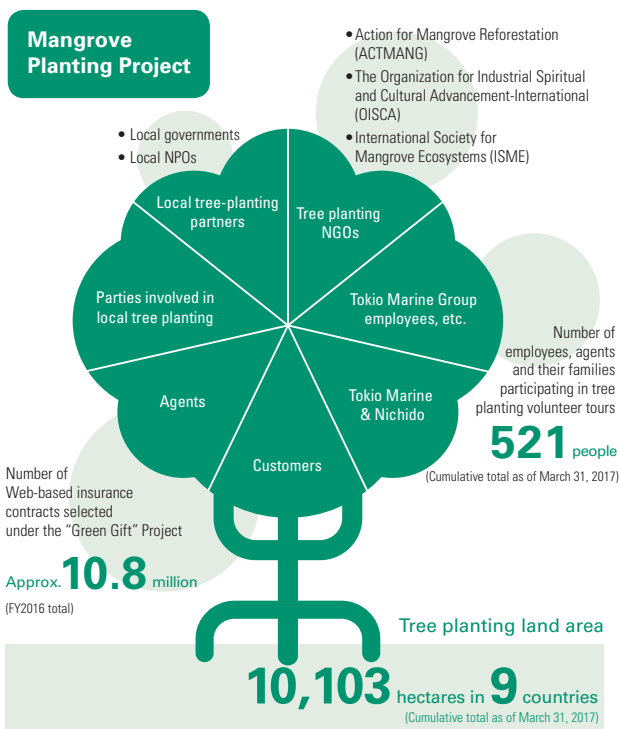 Mangrove
Planting Project
• Action for Mangrove Reforestation
(ACTMANG)
• The Organization for Industrial Spiritual
and Cultural Advancement-International
(OISCA)
• International Society for
Mangrove Ecosystems (ISME)
• Local governments
• Local NPOs
Local tree-planting
partners
Tree planting
NGOs
Parties involved in
local tree planting
Tokio Marine Group
employees, etc.
Agents
Tokio Marine
& Nichido
Customers
Number of
employees, agents
and their families
participating in tree
planting volunteer tours
521 people
(Cumulative total as of March 31, 2017)
Number of
Web-based insurance
contracts selected
under the “Green Gift” Project
Approx. 10.8 million
(FY2016 total)
Tree planting land area
10,103 hectares in 9 countries
(Cumulative total as of March 31, 2017)